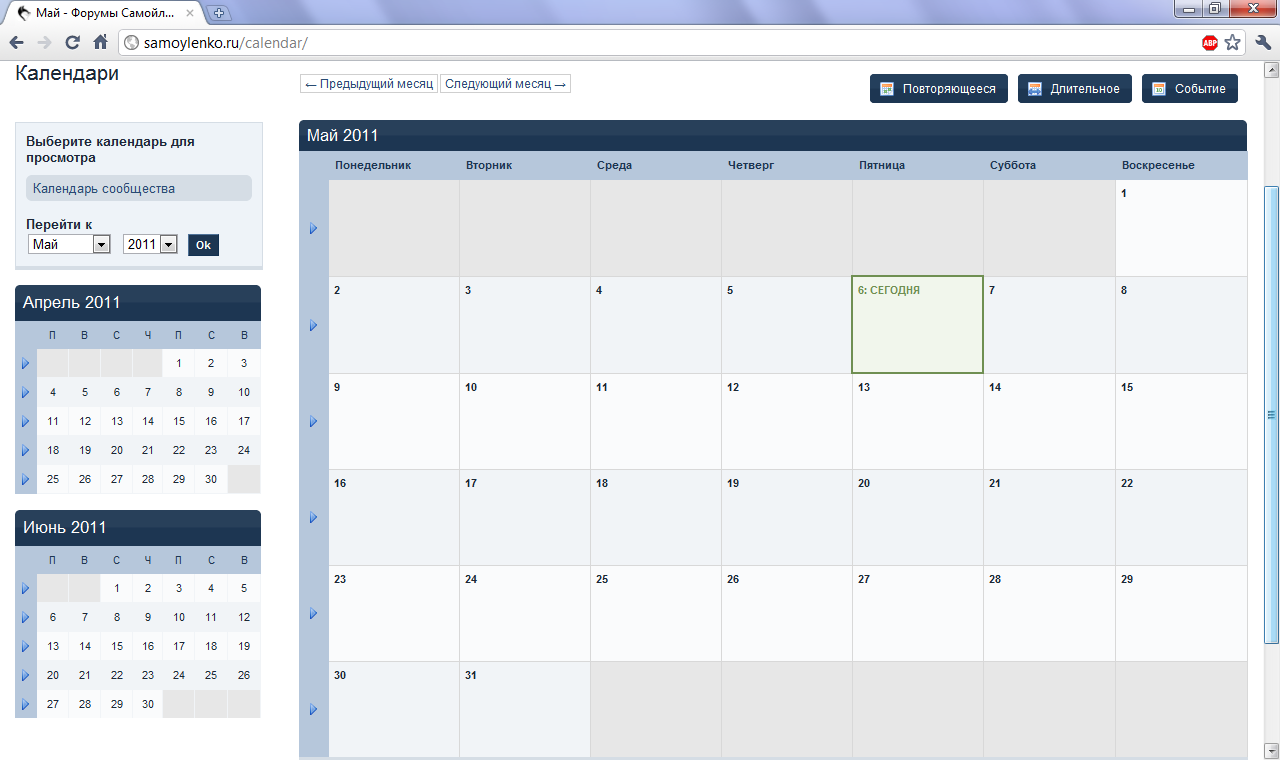 Май - Форумы Самойл...
samoylenko.ru/calendar/
ABP
Календари
← Предыдущий месяц Следующий месяц →
Повторяющееся Длительное Событие
Выберите календарь для
просмотра
Календарь сообщества
Перейти к
Май 2011 Ok
Апрель 2011
П В С Ч П С В
1 2 3
4 5 6 7 8 9 10
11 12 13 14 15 16 17
18 19 20 21 22 23 24
25 26 27 28 29 30
Июнь 2011
П В С Ч П С В
1 2 3 4 5
6 7 8 9 10 11 12
13 14 15 16 17 18 19
20 21 22 23 24 25 26
27 28 29 30
Май 2011
Понедельник Вторник Среда Четверг Пятница Суббота Воскресенье
1
2 3 4 5 6: СЕГОДНЯ 7 8
9 10 11 12 13 14 15
16 17 18 19 20 21 22
23 24 25 26 27 28 29
30 31